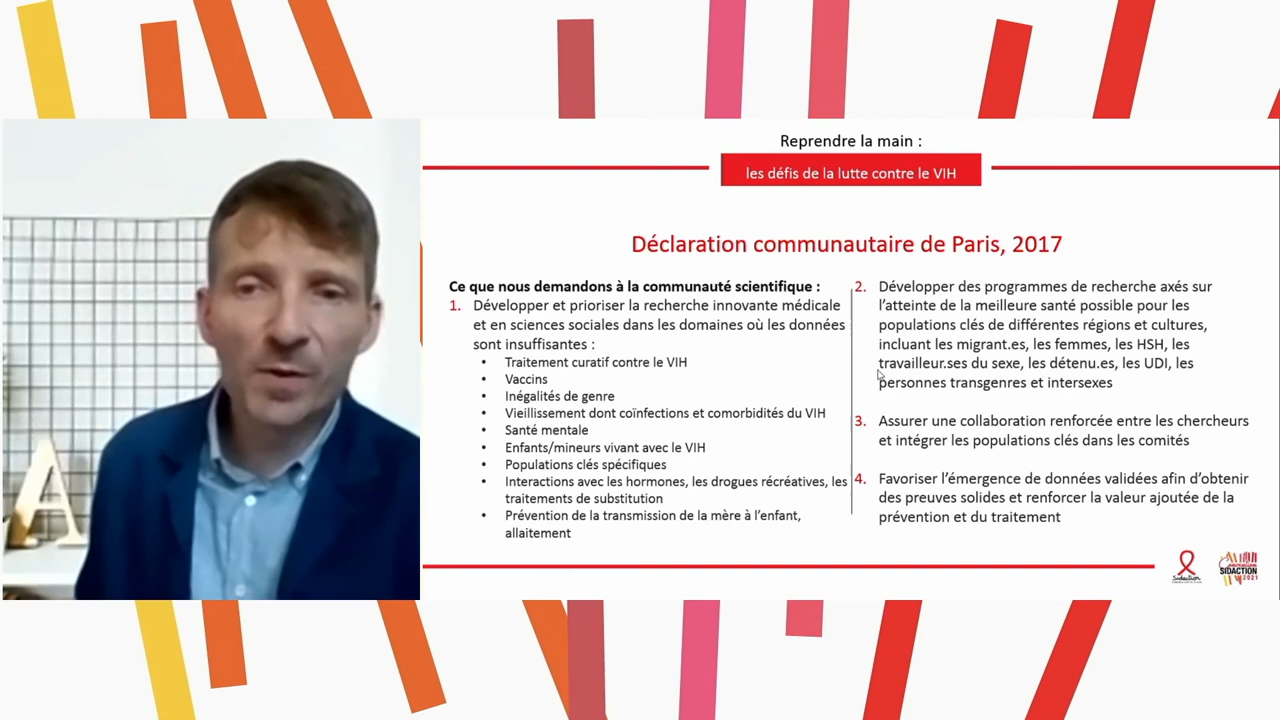 Reprendre la main :
les défis de la lutte contre le VIH
Déclaration communautaire de Paris, 2017
Ce que nous demandons à la communauté scientifique :
1. Développer et prioriser la recherche innovante médicale
et en sciences sociales dans les domaines où les données
sont insuffisantes :
• Traitement curatif contre le VIH
• Vaccins
• Inégalités de genre
• Vieillissement dont coïnfections et comorbidités du VIH
• Santé mentale
• Enfants/mineurs vivant avec le VIH
• Populations clés spécifiques
• Interactions avec les hormones, les drogues récréatives, les
traitements de substitution
• Prévention de la transmission de la mère à l’enfant,
allaitement
2. Développer des programmes de recherche axés sur
l’atteinte de la meilleure santé possible pour les
populations clés de différentes régions et cultures,
incluant les migrant.es, les femmes, les HSH, les
travailleur.ses du sexe, les détenu.es, les UDI, les
personnes transgenres et intersexes
3. Assurer une collaboration renforcée entre les chercheurs
et intégrer les populations clés dans les comités
4. Favoriser l’émergence de données validées afin d’obtenir
des preuves solides et renforcer la valeur ajoutée de la
prévention et du traitement
A
Sidaction
SIDACTION
2021